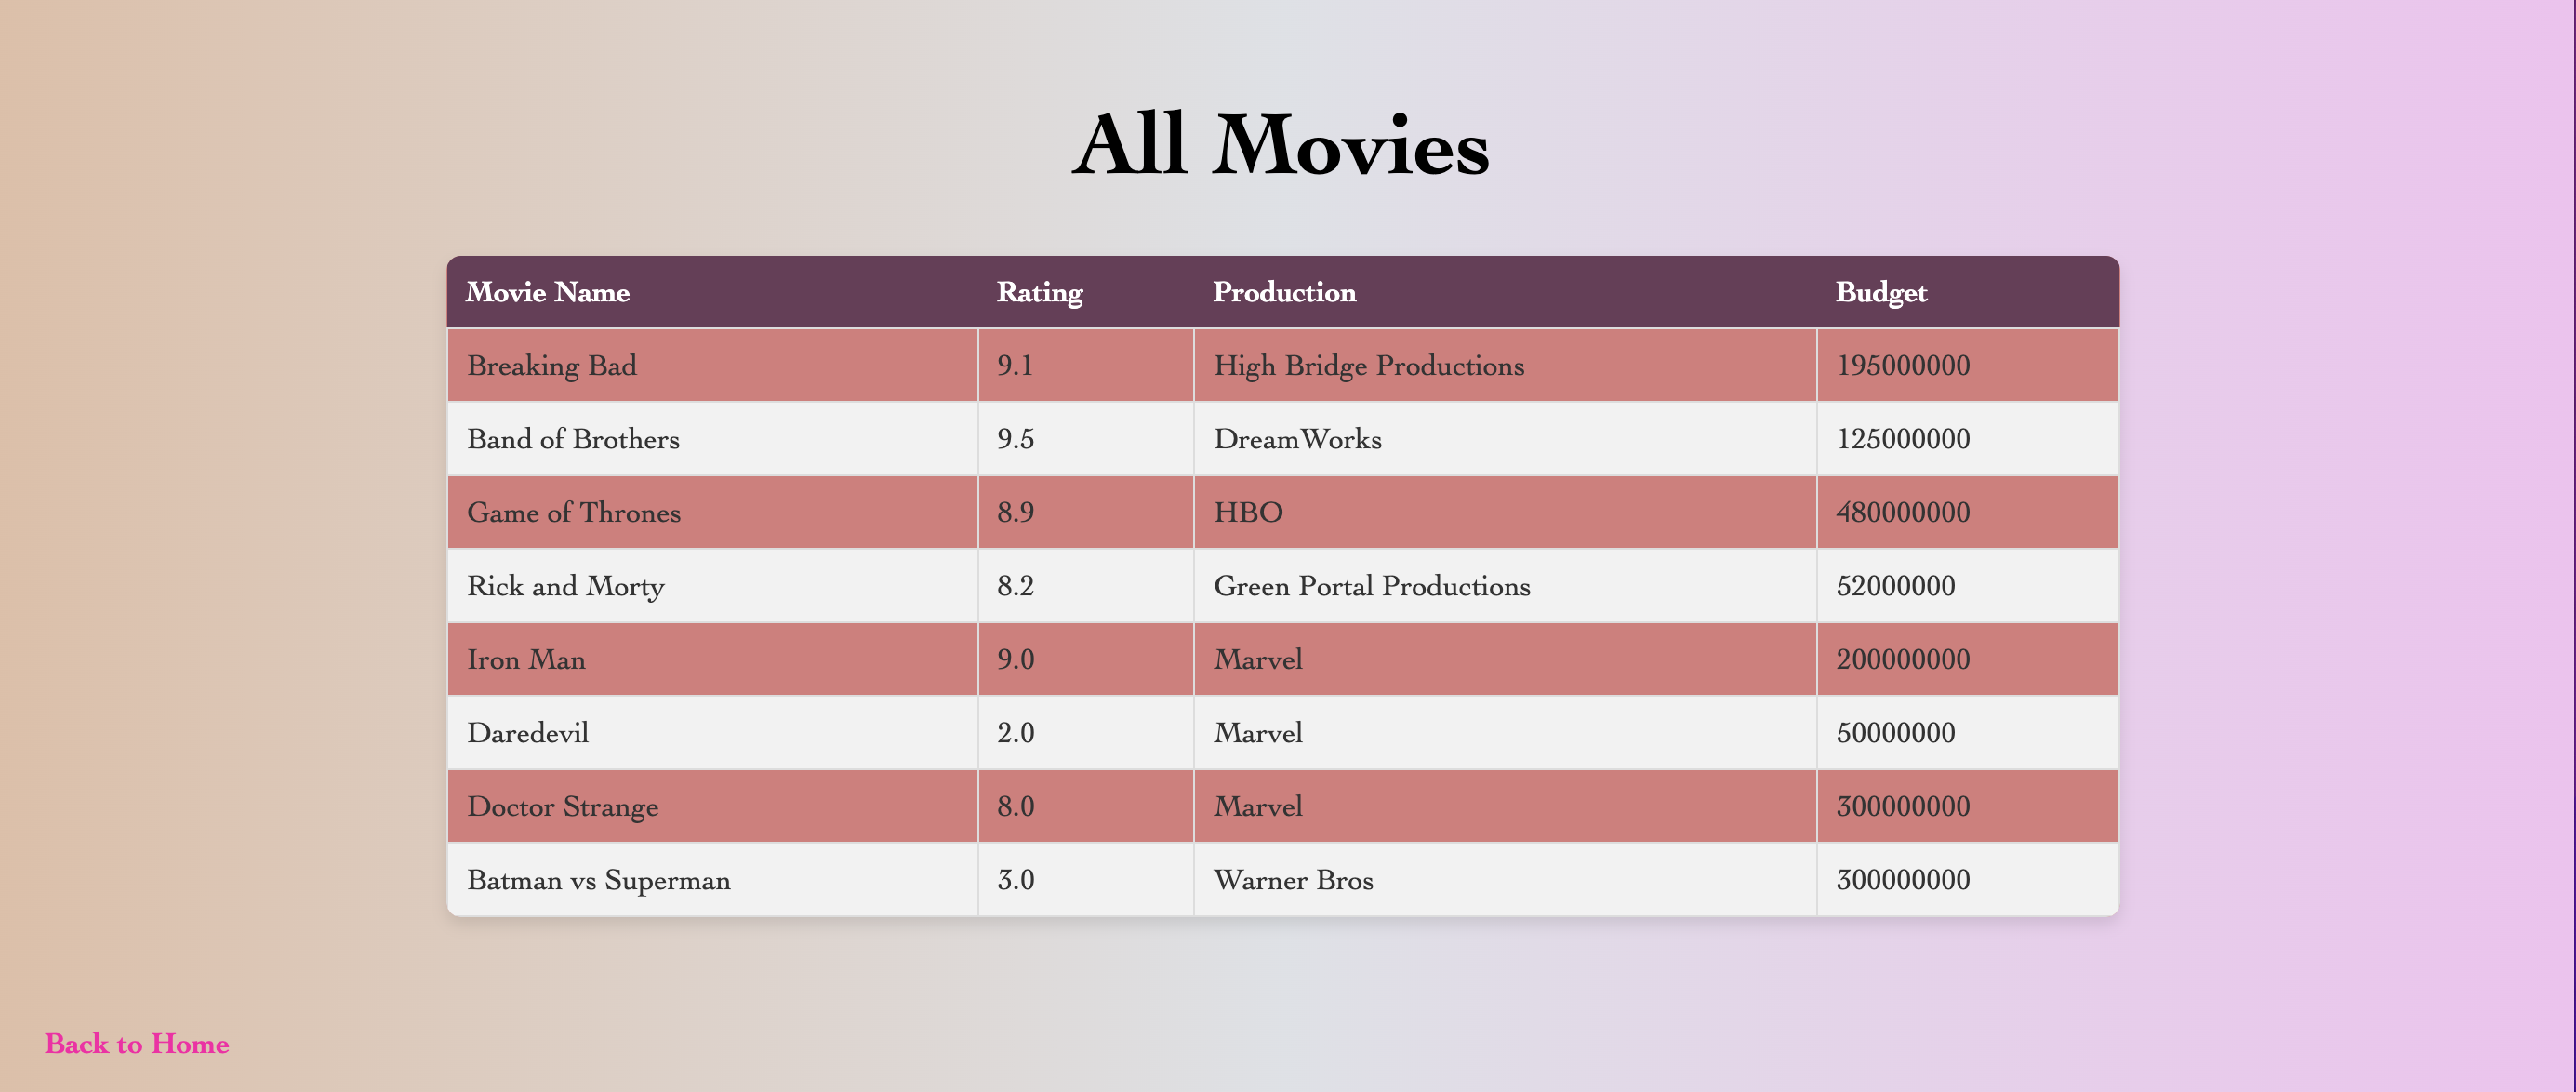 All Movies
Movie Name Rating Production Budget
Breaking Bad 9.1 High Bridge Productions 195000000
Band of Brothers 9.5 DreamWorks 125000000
Game of Thrones 8.9 HBO 480000000
Rick and Morty 8.2 Green Portal Productions 52000000
Iron Man 9.0 Marvel 200000000
Daredevil 2.0 Marvel 50000000
Doctor Strange 8.0 Marvel 300000000
Batman vs Superman 3.0 Warner Bros 300000000
Back to Home